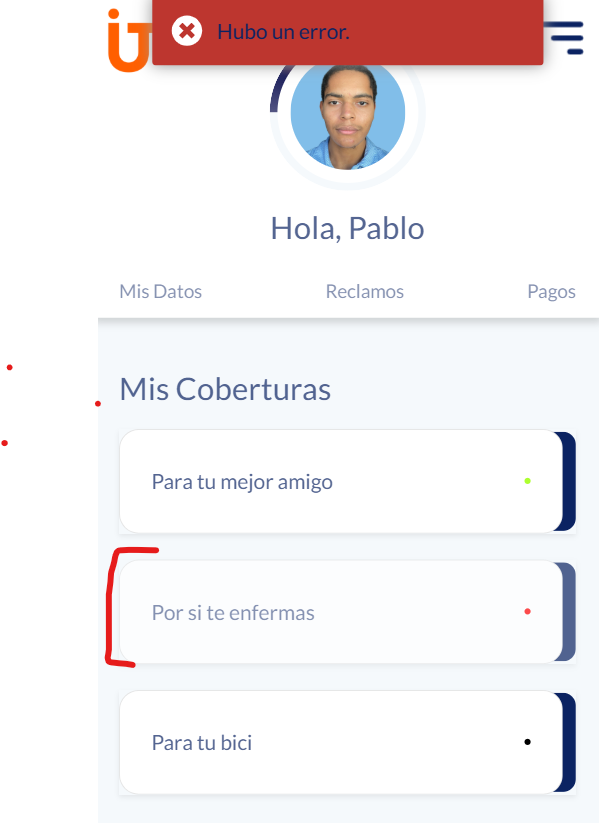 Hubo un error.
Hola, Pablo
Mis Datos Reclamos Pagos
Mis Coberturas
Para tu mejor amigo
Por si te enfermas
Para tu bici